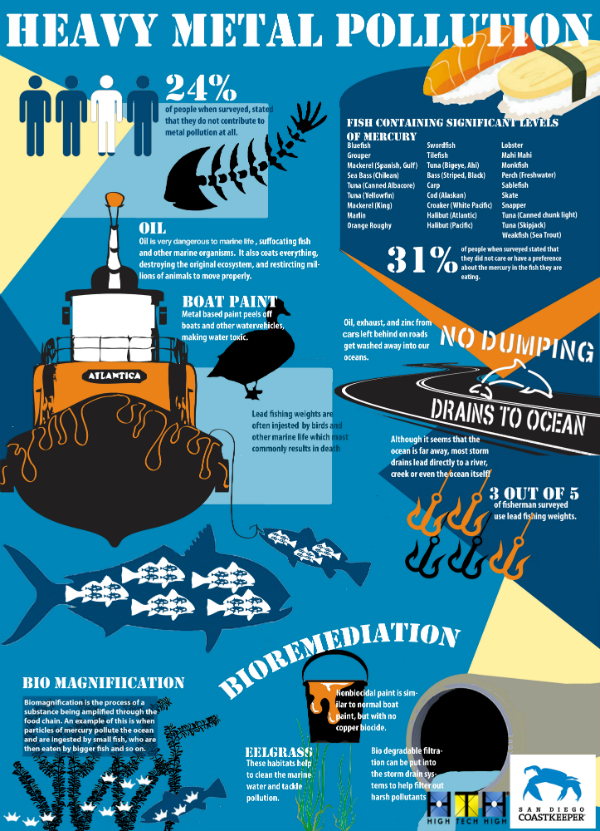 HEAVY METAL POLLUTION
24%
of people when surveyed, stated
that they do not contribute to
metal pollution at all.
FISH CONTAINING SIGNIFICANT LEVELS
OF MERCURY
Bluefish
Grouper
Mackerel (Spanish, Gulf)
Sea Bass (Chilean)
Tuna (Canned Albacore)
Tuna (Yellowfin)
Mackerel (King)
Marlin
Orange Roughy
Swordfish
Tilefish
Tuna (Bigeye, Ahi)
Bass (Striped, Black)
Carp
Cod (Alaskan)
Croaker (White Pacific)
Halibut (Atlantic)
Halibut (Pacific)
Lobster
Mahi Mahi
Monkfish
Perch (Freshwater)
Sablefish
Skate
Snapper
Tuna (Canned chunk light)
Tuna (Skipjack)
Weakfish (Sea Trout)
31%
of people when surveyed stated that
they did not care or have a preference
about the mercury in the fish they are
eating.
OIL
Oil is very dangerous to marine life , suffocating fish
and other marine organisms. It also coats everything,
destroying the original ecosystem, and restircting mil-
lions of animals to move properly.
BOAT PAINT
Metal based paint peels off
boats and other watervehicles,
making water toxic.
ATLANTICA
Lead fishing weights are
often injested by birds and
other marine life which most
commonly results in death
Oil, exhaust, and zinc from
cars left behind on roads
get washed away into our
oceans.
NO DUMPING
DRAINS TO OCEAN
Although it seems that the
ocean is far away, most storm
drains lead directly to a river,
creek or even the ocean itself
3 OUT OF 5
of fisherman surveyed
use lead fishing weights.
BIOREMEDIATION
BIO MAGNIFIICATION
Biomagnification is the process of a
substance being amplified through the
food chain. An example of this is when
particles of mercury pollute the ocean
and are ingested by small fish, who are
then eaten by bigger fish and so on.
Nonbiocidal paint is sim-
ilar to normal boat
paint, but with no
copper biocide.
EELGRASS
These habitats help
to clean the marine
water and tackle
pollution.
Bio degradable filtra-
tion can be put into
the storm drain sys-
tems to help filter out
harsh pollutants
HTH
HIGH TECH HIGH
SAN DIEGO
COASTKEEPER